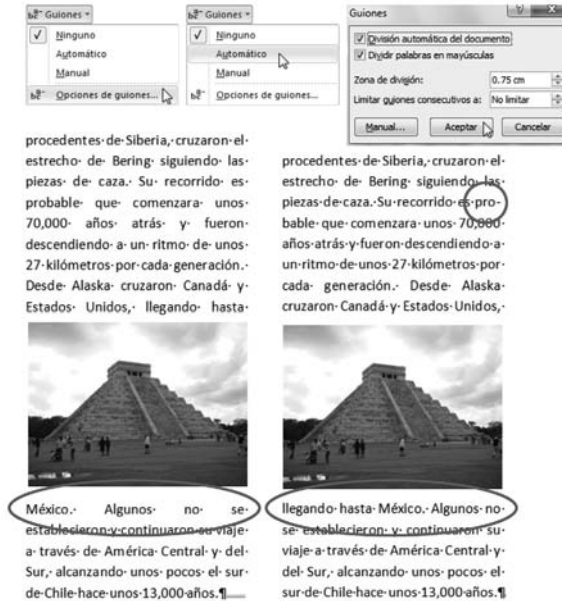 Guiones
Ninguno
Automático
Manual
Opciones de guiones...
Guiones
Ninguno
Automático
Manual
Opciones de guiones...
Guiones
División automática del documento
Dividir palabras en mayúsculas
Zona de división: 0.75 cm
Limitar guiones consecutivos a: No limitar
Manual... Aceptar Cancelar
procedentes·de·Siberia,·cruzaron·el·
estrecho· de· Bering· siguiendo· las·
piezas· de· caza.· Su· recorrido· es·
probable· que· comenzara· unos·
70,000· años· atrás· y· fueron·
descendiendo· a· un· ritmo· de· unos·
27·kilómetros·por·cada·generación.·
Desde· Alaska· cruzaron· Canadá· y·
Estados· Unidos,· llegando· hasta·
México.· Algunos· no· se·
establecieron·y·continuaron·su·viaje·
a· través· de· América· Central· y· del·
Sur,· alcanzando· unos· pocos· el· sur·
de·Chile·hace·unos·13,000·años.¶
procedentes·de·Siberia,·cruzaron·el·
estrecho· de· Bering· siguiendo· las·
piezas·de·caza.·Su·recorrido·es·pro-
bable·que·comenzara·unos·70,000·
años·atrás·y·fueron·descendiendo·a·
un·ritmo·de·unos·27·kilómetros·por·
cada· generación.· Desde· Alaska·
cruzaron·Canadá·y·Estados·Unidos,·
llegando· hasta· México.· Algunos· no·
se· establecieron· y· continuaron· su·
viaje·a·través·de·América·Central·y·
del· Sur,· alcanzando· unos· pocos· el·
sur·de·Chile·hace·unos·13,000·años.¶